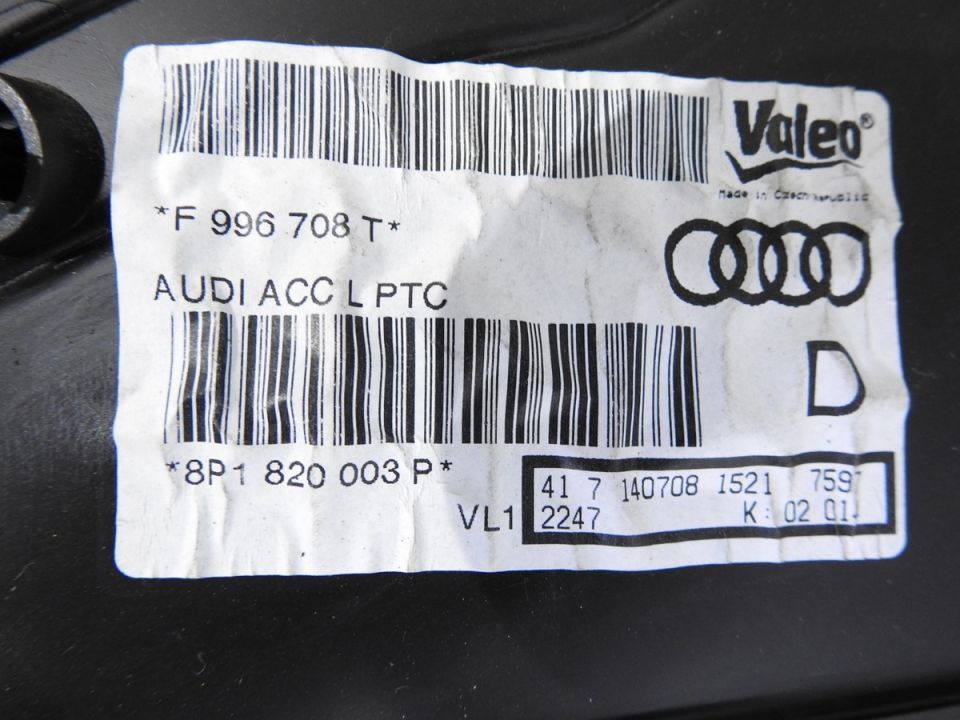 Valeo®
Made in Czech Republic
*F 996 708 T*
AUDI ACC L PTC
D
*8P1 820 003 P*
VL1
41 7 140708 1521
2247 K: 02